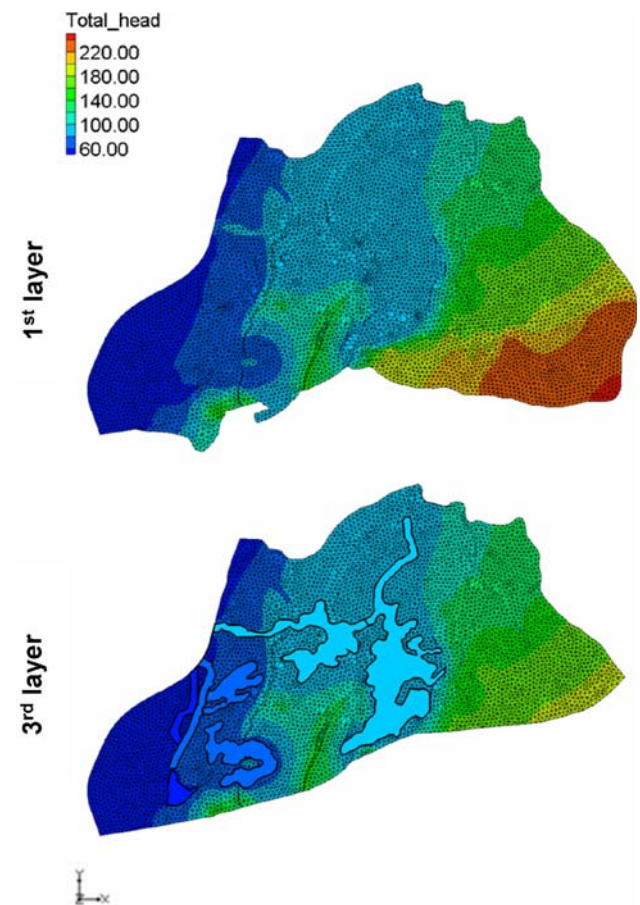 Total_head
220.00
180.00
140.00
100.00
60.00
1st layer
3rd layer
Y
Z
X